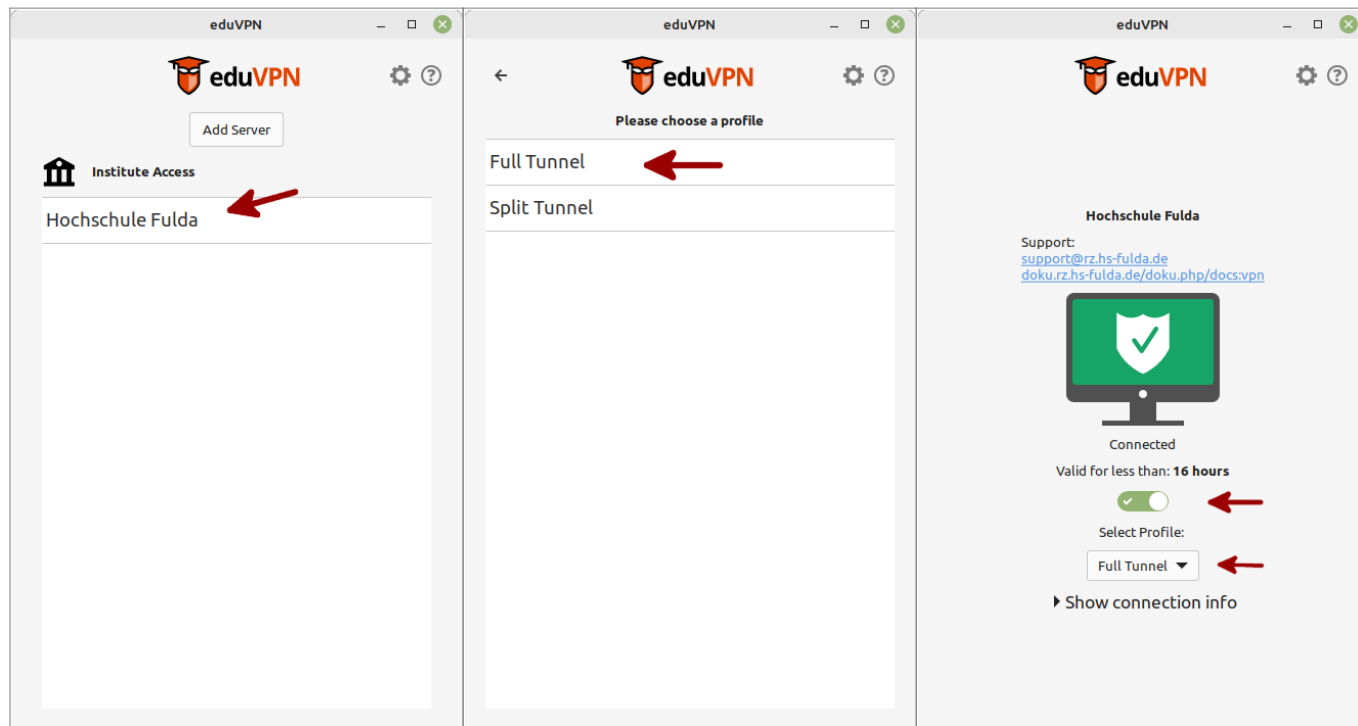 eduVPN
eduVPN
Add Server
Institute Access
Hochschule Fulda
eduVPN
eduVPN
Please choose a profile
Full Tunnel
Split Tunnel
eduVPN
eduVPN
Hochschule Fulda
Support:
support@rz.hs-fulda.de
doku.rz.hs-fulda.de/doku.php/docs:vpn
Connected
Valid for less than: 16 hours
Select Profile:
Full Tunnel
Show connection info